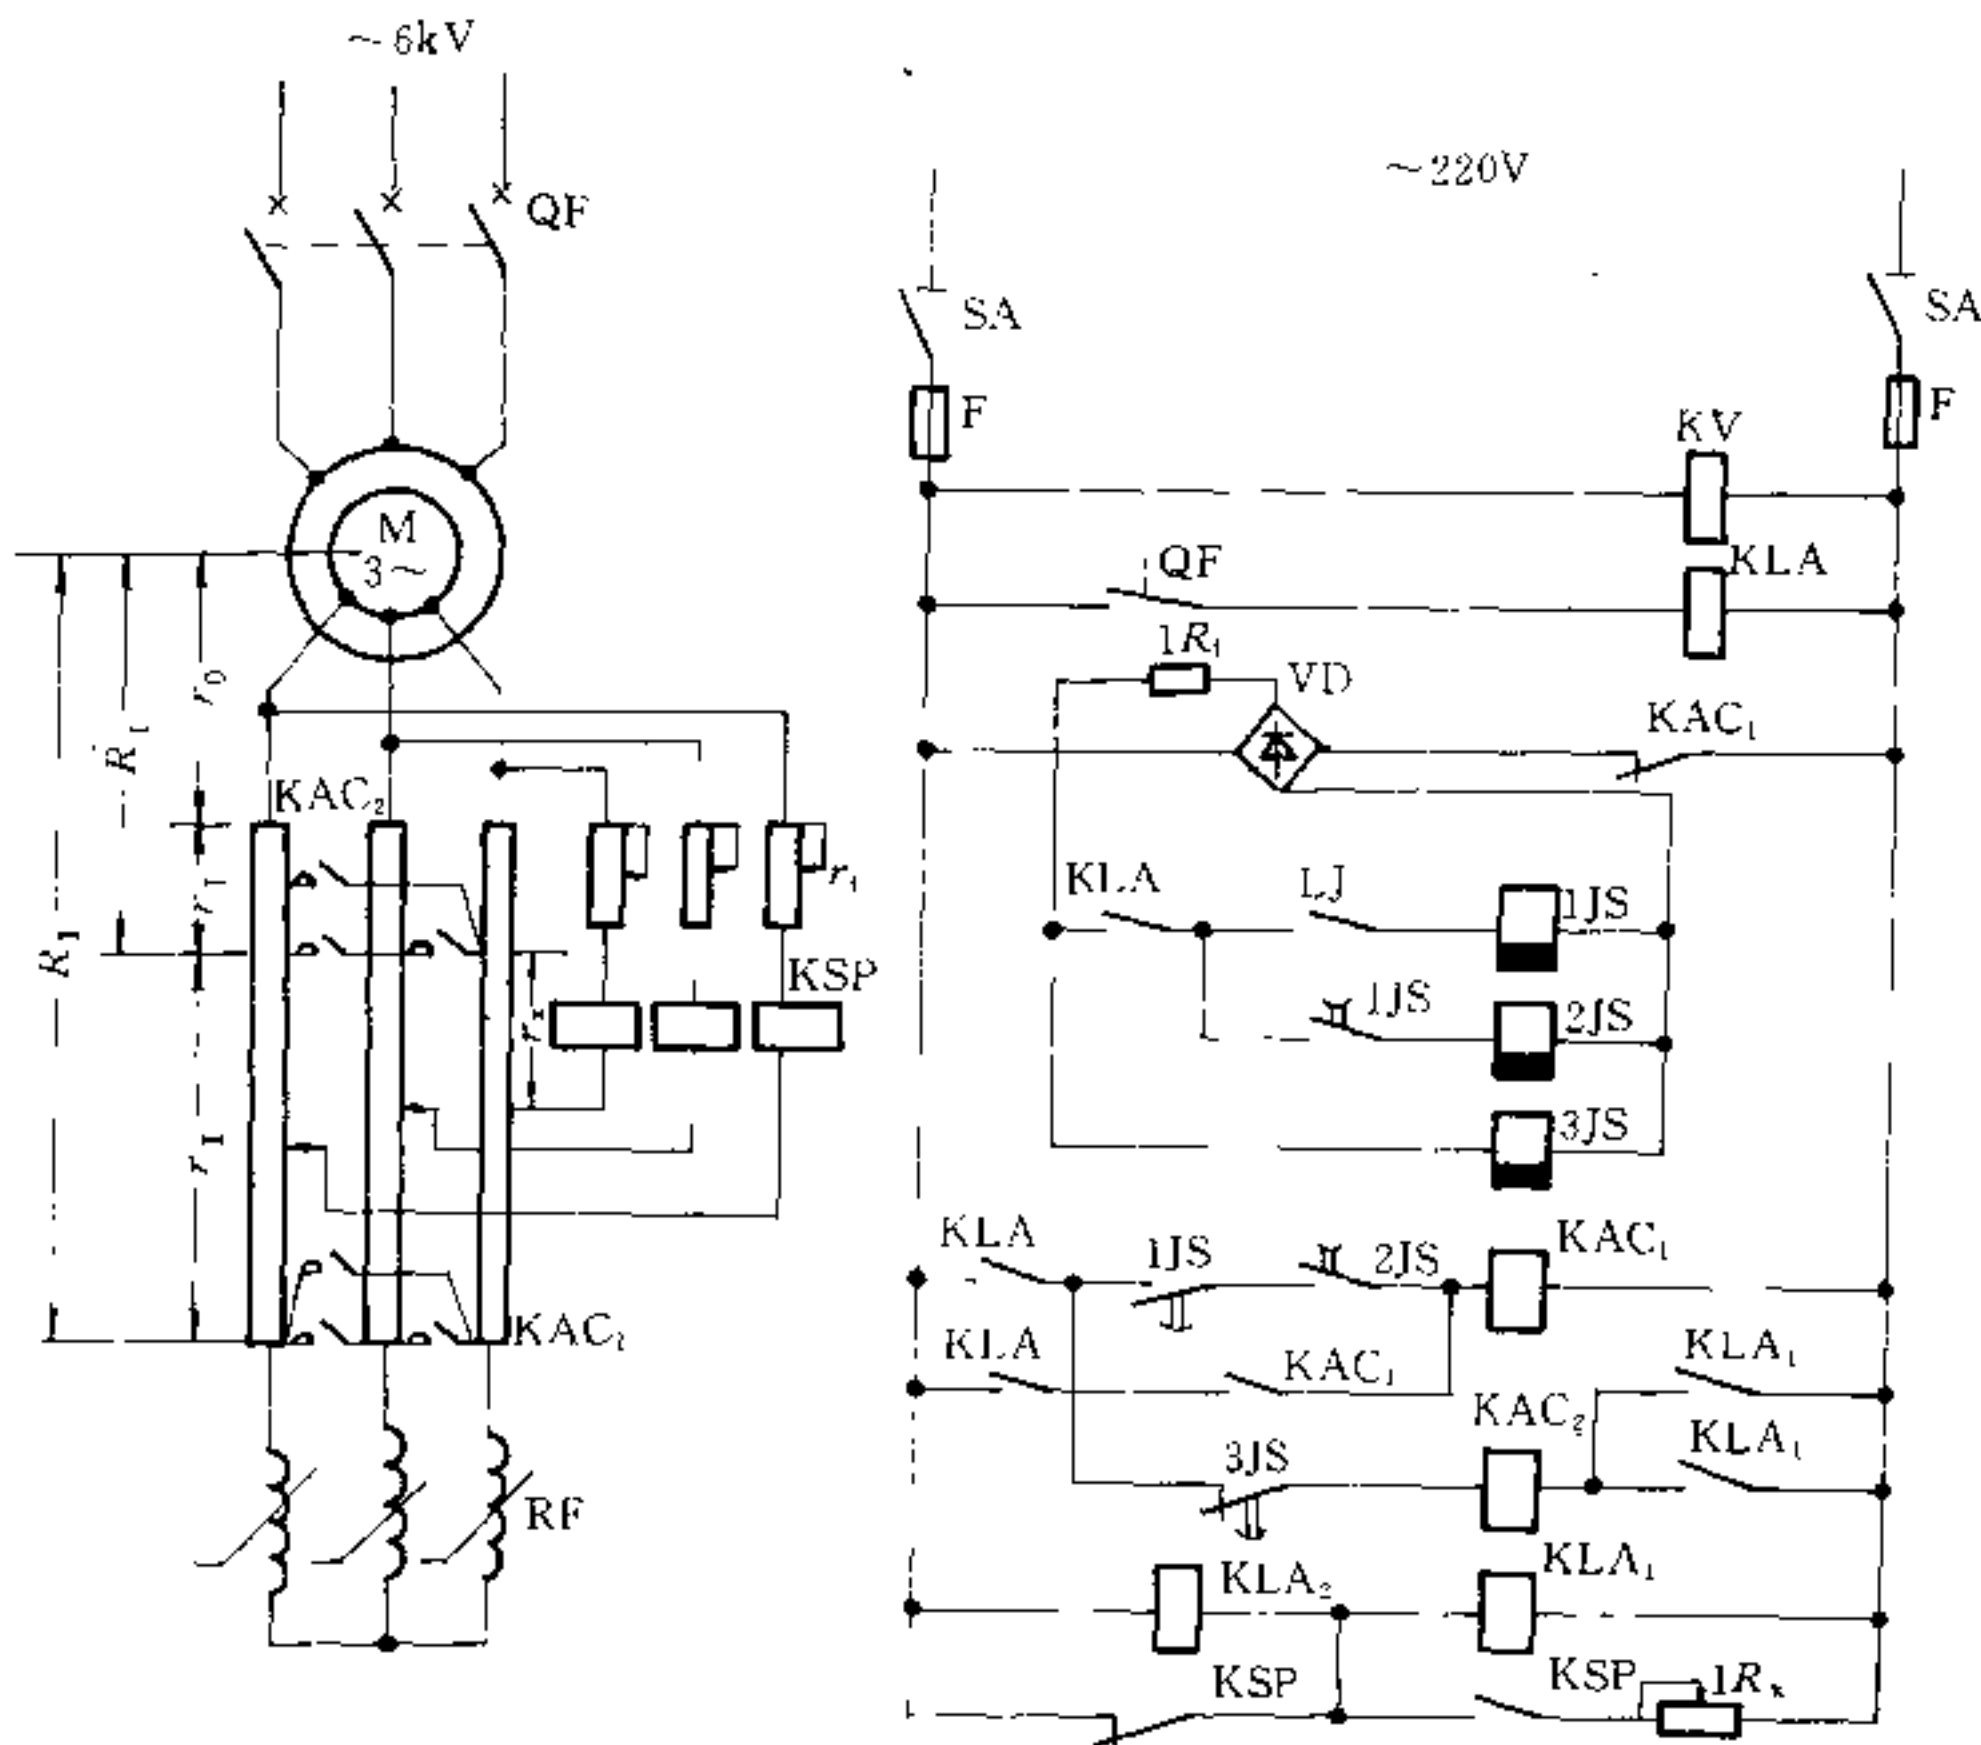 ~6kV
QF
M
3~
r₀
R₁
r₁
R₁
r₁
KAC₂
r₁
KSP
KAC₁
RF
~220V
SA
SA
F
F
KV
QF
KLA
1R₁
VD
KAC₁
KLA
LJ
1JS
1JS
2JS
3JS
KLA
1JS
2JS
KAC₁
KLA
KAC₁
KLA₁
KAC₂
3JS
KLA₁
KLA₂
KLA₁
KSP
KSP
1Rₓ